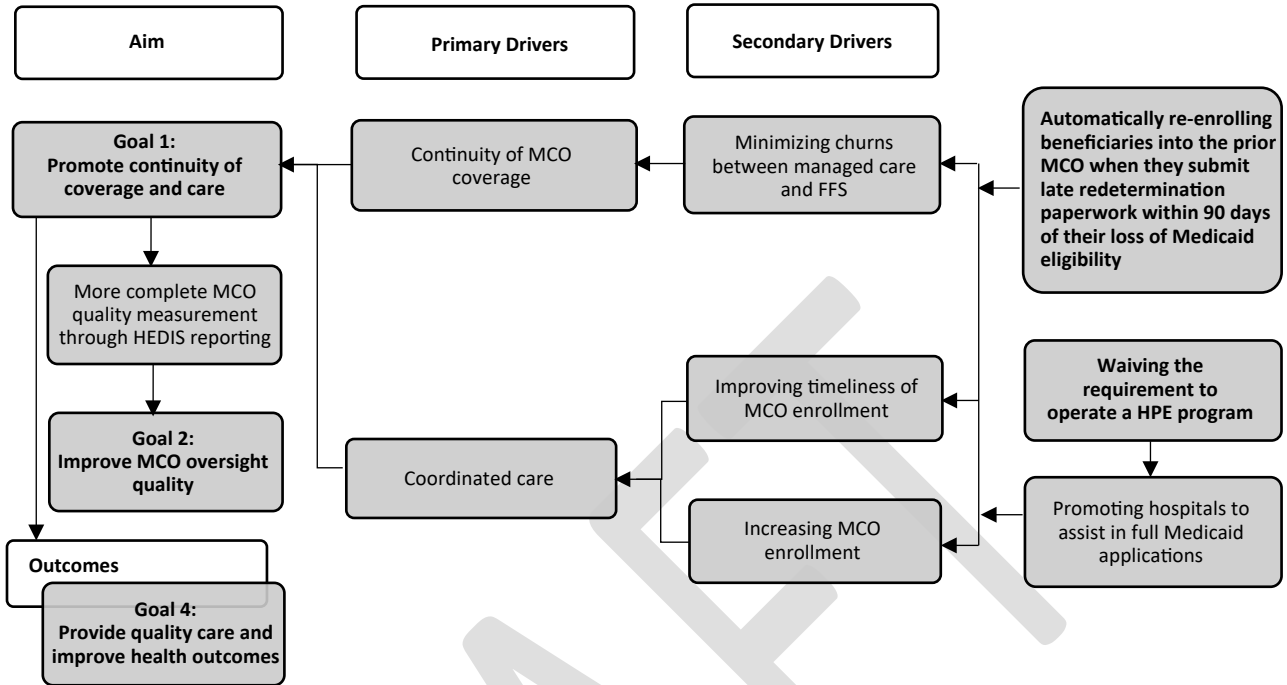 Aim
Primary Drivers
Secondary Drivers
Goal 1:
Promote continuity of
coverage and care
Continuity of MCO
coverage
Minimizing churns
between managed care
and FFS
Automatically re-enrolling
beneficiaries into the prior
MCO when they submit
late redetermination
paperwork within 90 days
of their loss of Medicaid
eligibility
More complete MCO
quality measurement
through HEDIS reporting
Improving timeliness of
MCO enrollment
Waiving the
requirement to
operate a HPE program
Goal 2:
Improve MCO oversight
quality
Coordinated care
Increasing MCO
enrollment
Promoting hospitals to
assist in full Medicaid
applications
Outcomes
Goal 4:
Provide quality care and
improve health outcomes